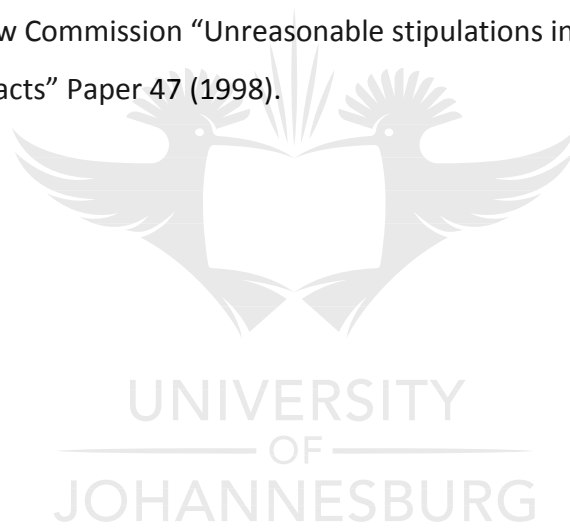 w Commission “Unreasonable stipulations in
acts” Paper 47 (1998).
UNIVERSITY
OF
JOHANNESBURG